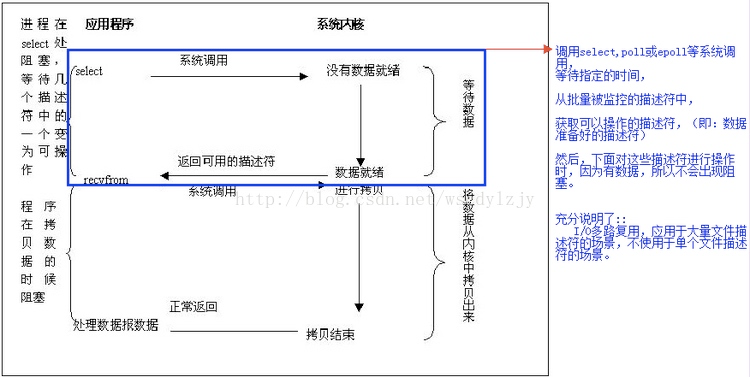 进程在
select处
阻塞，
等待几
个描述
符中的
一个变
为可操
作
应用程序
系统内核
系统调用
select
没有数据就绪
等待数据
返回可用的描述符
数据就绪
recvfrom
系统调用
进行拷贝
http://blog.csdn.net/wsgdylzjy
程序
在拷
贝数
据的
时候
阻塞
将数据从内核中拷贝出来
正常返回
处理数据报数据
拷贝结束
调用select,poll或epoll等系统调
用，
等待指定的时间，
从批量被监控的描述符中，
获取可以操作的描述符，（即：数据
准备好的描述符）
然后，下面对这些描述符进行操作
时，因为有数据，所以不会出现阻
塞。
充分说明了::
I/O多路复用，应用于大量文件描
述符的场景，不使用于单个文件描述
符的场景。